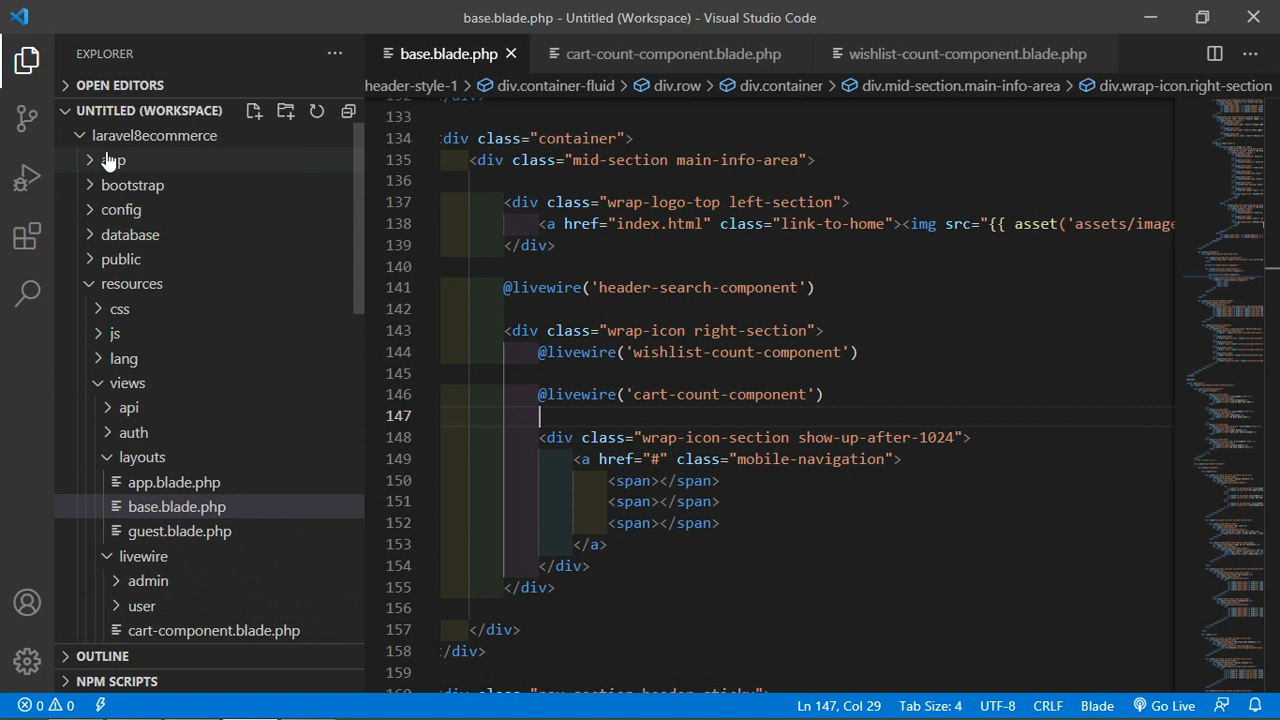 base.blade.php - Untitled (Workspace) - Visual Studio Code
EXPLORER
OPEN EDITORS
UNTITLED (WORKSPACE)
laravel8ecommerce
app
bootstrap
config
database
public
resources
css
js
lang
views
api
auth
layouts
app.blade.php
base.blade.php
guest.blade.php
livewire
admin
user
cart-component.blade.php
OUTLINE
NPM SCRIPTS
base.blade.php
cart-count-component.blade.php
wishlist-count-component.blade.php
header-style-1 > div.container-fluid > div.row > div.container > div.mid-section.main-info-area > div.wrap-icon.right-section
133
134 :div class="container">
135 <div class="mid-section main-info-area">
136
137 <div class="wrap-logo-top left-section">
138 <a href="index.html" class="link-to-home"><img src="{{ asset('assets/image
139 </div>
140
141 @livewire('header-search-component')
142
143 <div class="wrap-icon right-section">
144 @livewire('wishlist-count-component')
145
146 @livewire('cart-count-component')
147
148 <div class="wrap-icon-section show-up-after-1024">
149 <a href="#" class="mobile-navigation">
150 <span></span>
151 <span></span>
152 <span></span>
153 </a>
154 </div>
155 </div>
156
157 </div>
158 :/div>
159
0 0 Ln 147, Col 29 Tab Size: 4 UTF-8 CRLF Blade Go Live